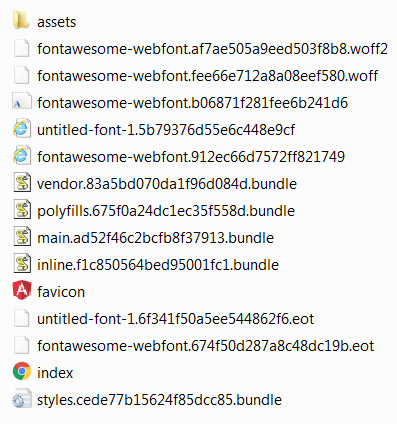 assets
fontawesome-webfont.af7ae505a9eed503f8b8.woff2
fontawesome-webfont.fee66e712a8a08eef580.woff
fontawesome-webfont.b06871f281fee6b241d6
untitled-font-1.5b79376d55e6c448e9cf
fontawesome-webfont.912ec66d7572ff821749
vendor.83a5bd070da1f96d084d.bundle
polyfills.675f0a24dc1ec35f558d.bundle
main.ad52f46c2bcfb8f37913.bundle
inline.f1c850564bed95001fc1.bundle
favicon
untitled-font-1.6f341f50a5ee544862f6.eot
fontawesome-webfont.674f50d287a8c48dc19b.eot
index
styles.cede77b15624f85dcc85.bundle